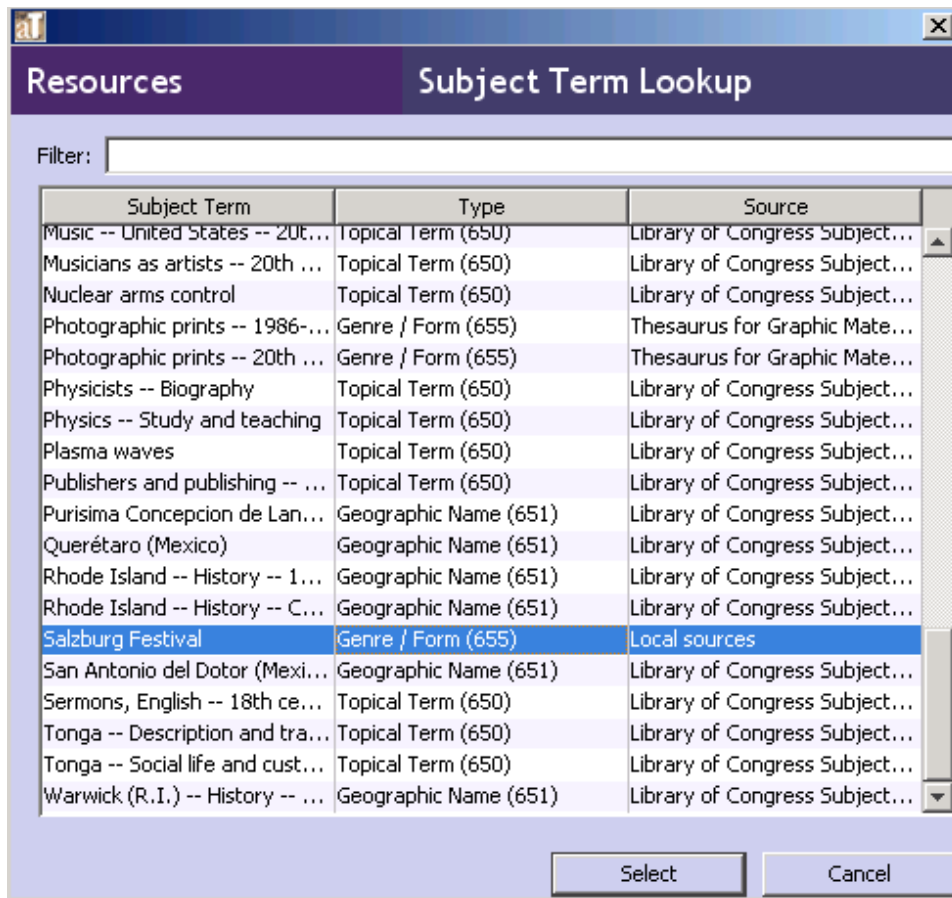 aT
Resources Subject Term Lookup
Filter:
Subject Term Type Source
Music -- United States -- 20t... Topical Term (650) Library of Congress Subject...
Musicians as artists -- 20th ... Topical Term (650) Library of Congress Subject...
Nuclear arms control Topical Term (650) Library of Congress Subject...
Photographic prints -- 1986-... Genre / Form (655) Thesaurus for Graphic Mate...
Photographic prints -- 20th ... Genre / Form (655) Thesaurus for Graphic Mate...
Physicists -- Biography Topical Term (650) Library of Congress Subject...
Physics -- Study and teaching Topical Term (650) Library of Congress Subject...
Plasma waves Topical Term (650) Library of Congress Subject...
Publishers and publishing -- ... Topical Term (650) Library of Congress Subject...
Purisima Concepcion de Lan... Geographic Name (651) Library of Congress Subject...
Querétaro (Mexico) Geographic Name (651) Library of Congress Subject...
Rhode Island -- History -- 1... Geographic Name (651) Library of Congress Subject...
Rhode Island -- History -- C... Geographic Name (651) Library of Congress Subject...
Salzburg Festival Genre / Form (655) Local sources
San Antonio del Dotor (Mexi... Geographic Name (651) Library of Congress Subject...
Sermons, English -- 18th ce... Topical Term (650) Library of Congress Subject...
Tonga -- Description and tra... Topical Term (650) Library of Congress Subject...
Tonga -- Social life and cust... Topical Term (650) Library of Congress Subject...
Warwick (R.I.) -- History -- ... Geographic Name (651) Library of Congress Subject...
Select Cancel